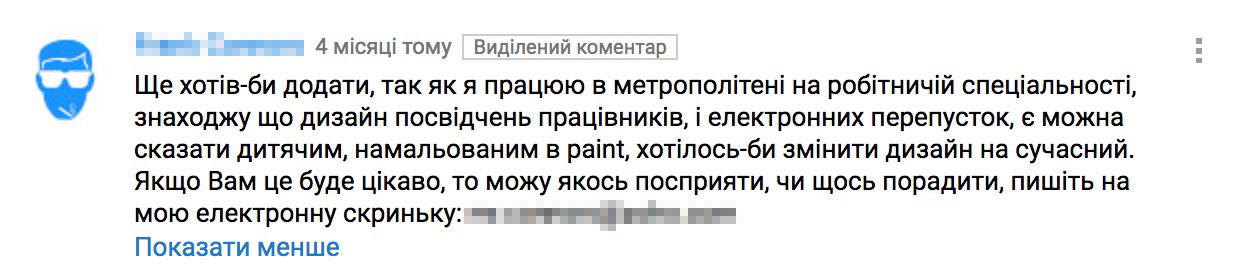 4 місяці тому Виділений коментар
Ще хотів-би додати, так як я працюю в метрополітені на робітничій спеціальності,
знаходжу що дизайн посвідчень працівників, і електронних перепусток, є можна
сказати дитячим, намальованим в paint, хотілось-би змінити дизайн на сучасний.
Якщо Вам це буде цікаво, то можу якось посприяти, чи щось порадити, пишіть на
мою електронну скриньку:
Показати менше